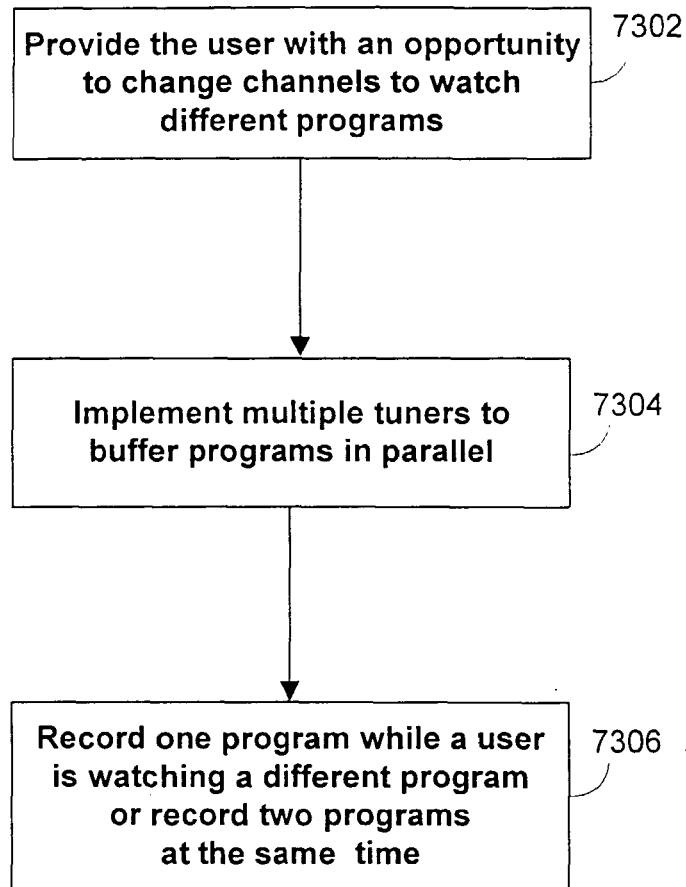 Provide the user with an opportunity
to change channels to watch
different programs
7302
Implement multiple tuners to
buffer programs in parallel
7304
Record one program while a user
is watching a different program
or record two programs
at the same time
7306